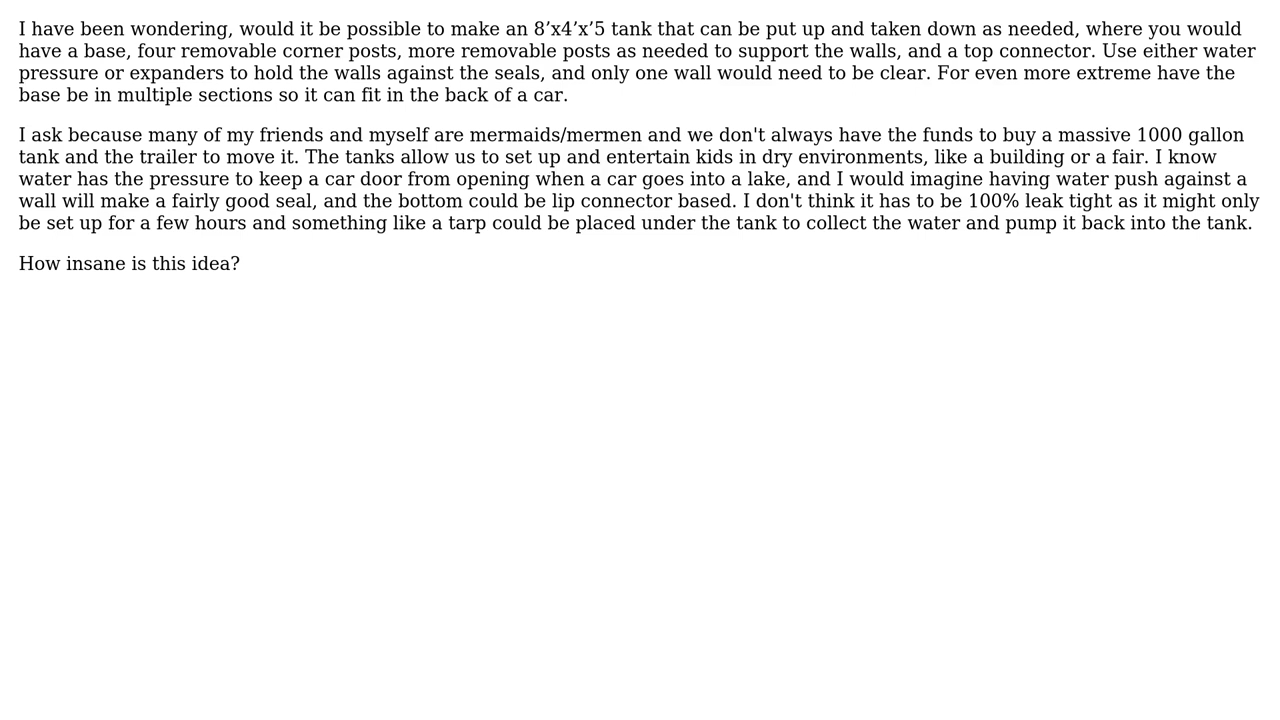 I have been wondering, would it be possible to make an 8’x4’x’5 tank that can be put up and taken down as needed, where you would
have a base, four removable corner posts, more removable posts as needed to support the walls, and a top connector. Use either water
pressure or expanders to hold the walls against the seals, and only one wall would need to be clear. For even more extreme have the
base be in multiple sections so it can fit in the back of a car.
I ask because many of my friends and myself are mermaids/mermen and we don't always have the funds to buy a massive 1000 gallon
tank and the trailer to move it. The tanks allow us to set up and entertain kids in dry environments, like a building or a fair. I know
water has the pressure to keep a car door from opening when a car goes into a lake, and I would imagine having water push against a
wall will make a fairly good seal, and the bottom could be lip connector based. I don't think it has to be 100% leak tight as it might only
be set up for a few hours and something like a tarp could be placed under the tank to collect the water and pump it back into the tank.
How insane is this idea?